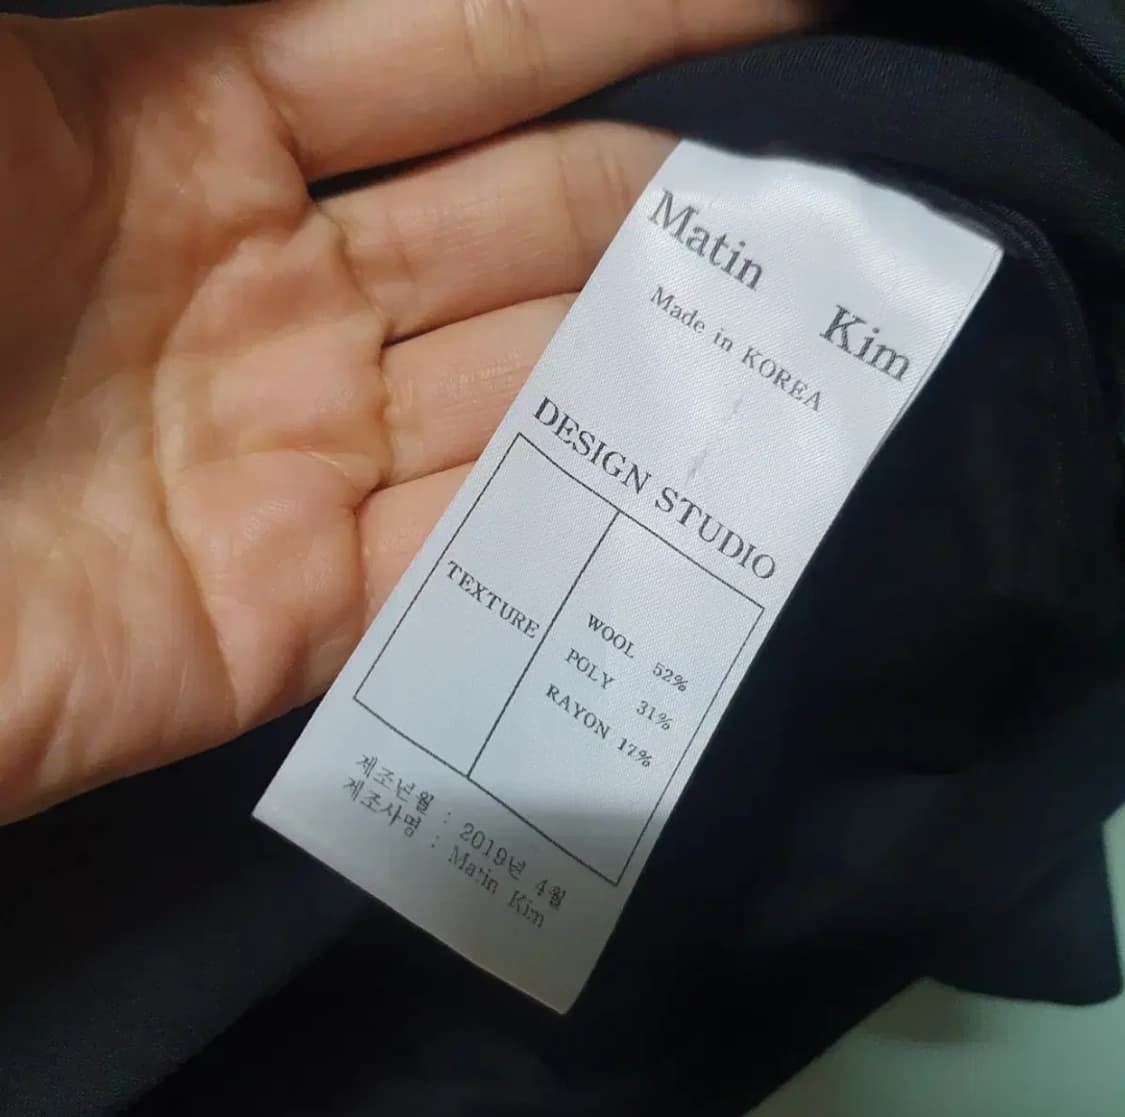 Matin Kim
Made in KOREA
DESIGN STUDIO
TEXTURE
WOOL 52%
POLY 31%
RAYON 17%
제조년월 : 2019년 4월
제조사명 : Matin Kim